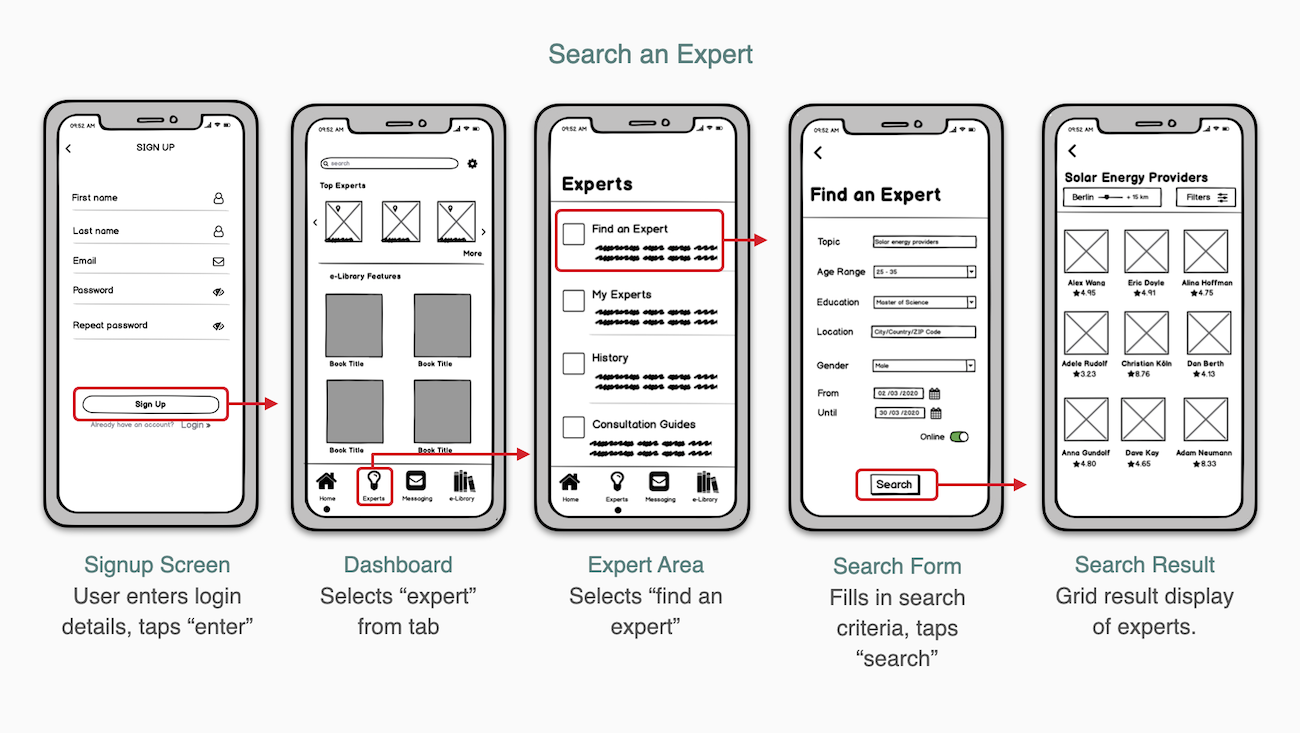 Search an Expert
09:52 AM
SIGN UP
First name
Last name
Email
Password
Repeat password
Sign Up
Already have an account? Login »
Signup Screen
User enters login
details, taps “enter”
09:52 AM
search
Top Experts
More
e-Library Features
Book Title Book Title
Book Title Book Title
Home Experts Messaging e-Library
Dashboard
Selects “expert”
from tab
09:52 AM
Experts
Find an Expert
My Experts
History
Consultation Guides
Home Experts Messaging e-Library
Expert Area
Selects “find an
expert”
09:52 AM
Find an Expert
Topic Solar energy providers
Age Range 25 - 35
Education Master of Science
Location City/Country/ZIP Code
Gender Male
From 02 /03 /2020
Until 30 /03 /2020
Online
Search
Search Form
Fills in search
criteria, taps
“search”
09:52 AM
Solar Energy Providers
Berlin + 15 km Filters
Alex Wang Eric Doyle Alina Hoffman
★4.95 ★4.91 ★4.75
Adele Rudolf Christian Köln Dan Berth
★3.23 ★8.76 ★4.13
Anna Gundolf Dave Kay Adam Neumann
★4.80 ★4.65 ★8.33
Search Result
Grid result display
of experts.